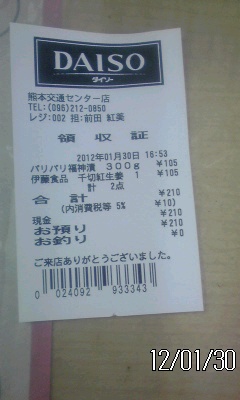 DAISO
ダイソー
熊本交通センター店
TEL:(096)212-0850
レジ:002 担:前田 紅美
領収証
2012年01月30日 16:53
パリパリ福神漬 300g ¥105
伊藤食品 千切紅生姜 1 ¥105
計 2点
合計 ¥210
(内消費税等 5% ¥10)
現金 ¥210
お預り ¥210
お釣り ¥0
ご来店ありがとうございました。
0 024092 933343
12/01/30